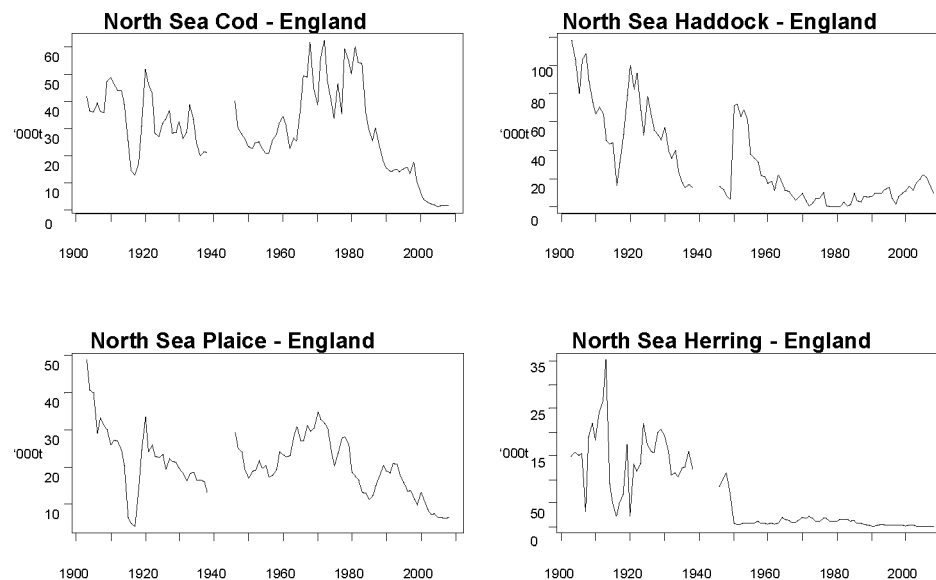 North Sea Cod - England
60
50
40
'000t
30
20
10
0
1900 1920 1940 1960 1980 2000
North Sea Haddock - England
100
80
'000t 60
40
20
0
1900 1920 1940 1960 1980 2000
North Sea Plaice - England
50
40
30
'000t
20
10
1900 1920 1940 1960 1980 2000
North Sea Herring - England
35
25
'000t 15
50
0
1900 1920 1940 1960 1980 2000